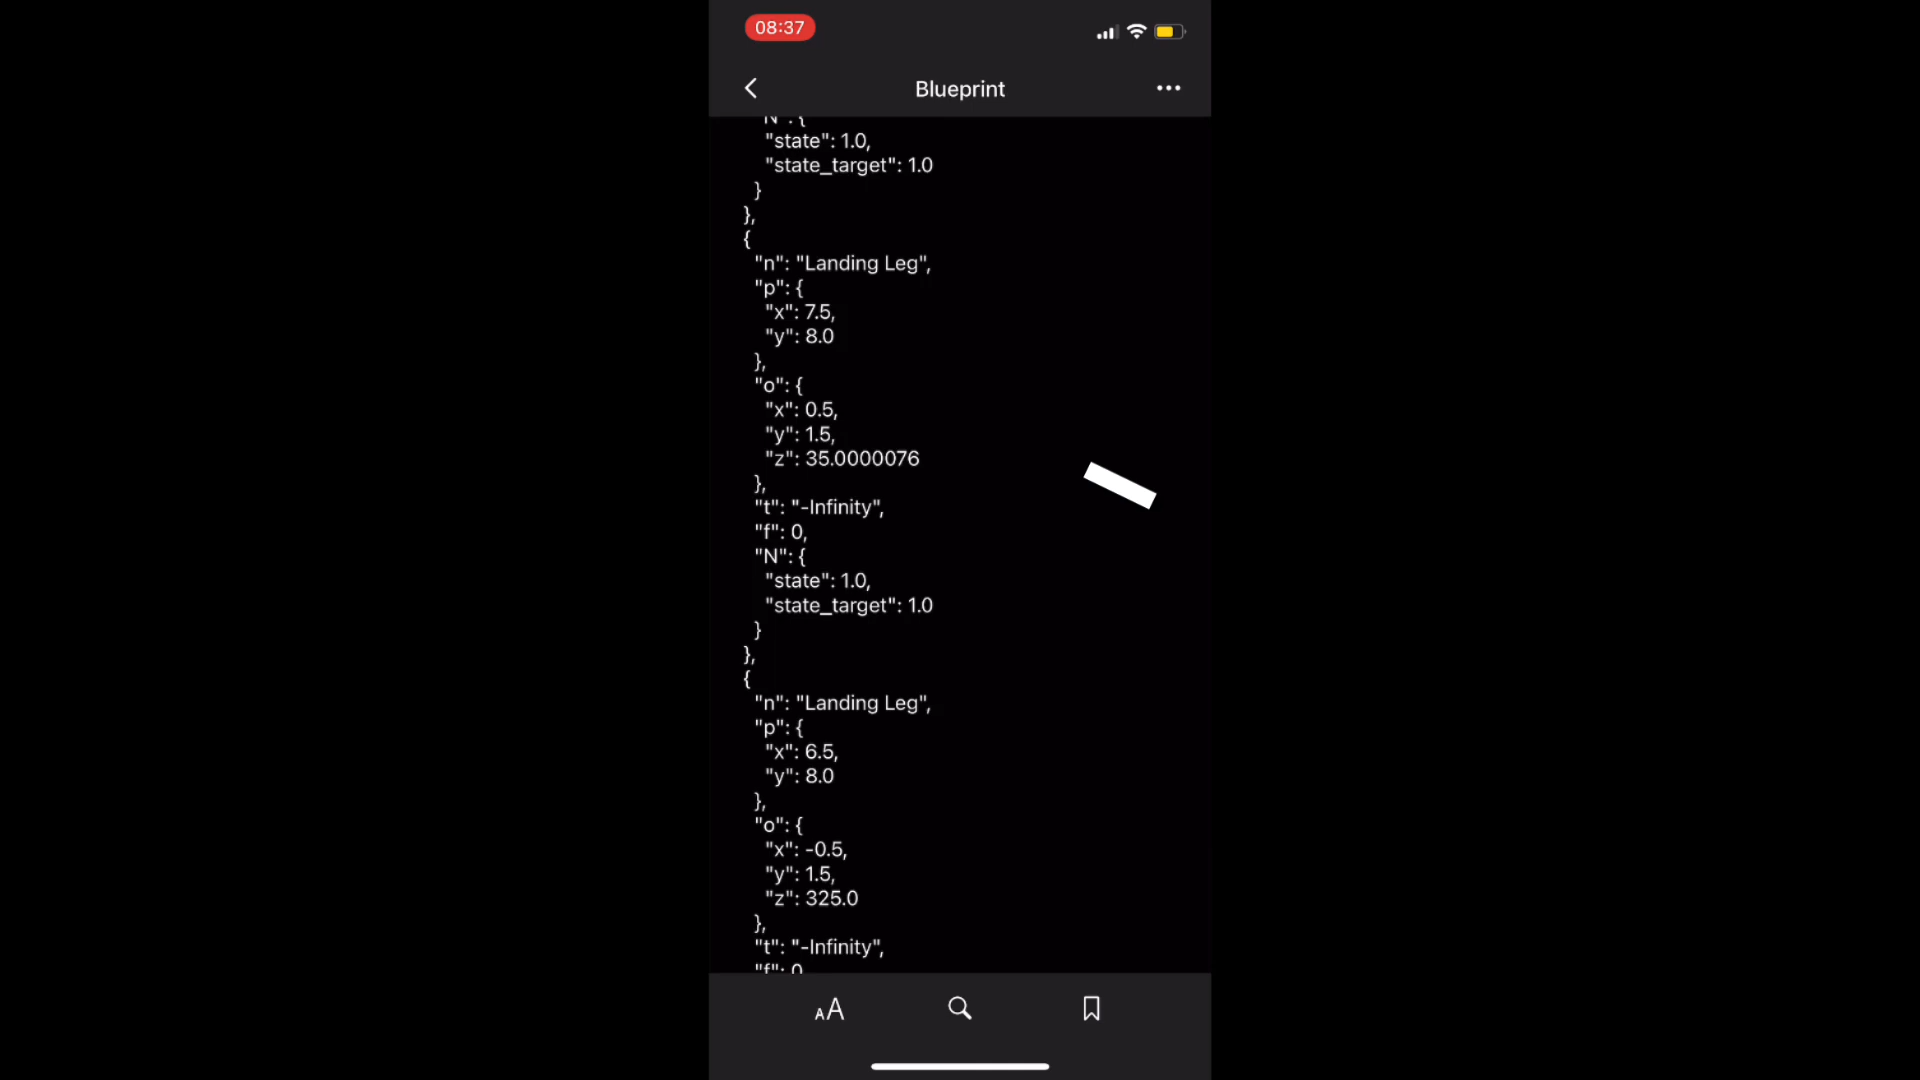 08:37
Blueprint
"N": {
"state": 1.0,
"state_target": 1.0
}
},
{
"n": "Landing Leg",
"p": {
"x": 7.5,
"y": 8.0
},
"o": {
"x": 0.5,
"y": 1.5,
"z": 35.0000076
},
"t": "-Infinity",
"f": 0,
"N": {
"state": 1.0,
"state_target": 1.0
}
},
{
"n": "Landing Leg",
"p": {
"x": 6.5,
"y": 8.0
},
"o": {
"x": -0.5,
"y": 1.5,
"z": 325.0
},
"t": "-Infinity",
"f": 0
AA